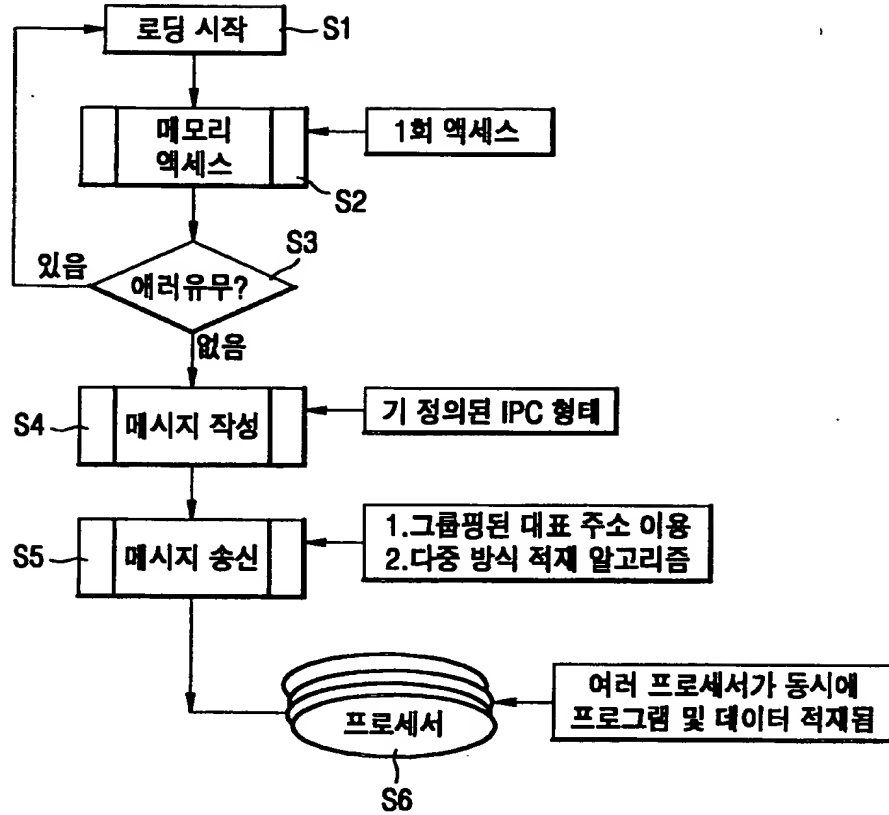 로딩 시작
S1
메모리
액세스
1회 액세스
S2
S3
있음
애러유무?
없음
S4
메시지 작성
기 정의된 IPC 형태
S5
메시지 송신
1.그룹핑된 대표 주소 이용
2.다중 방식 적재 알고리즘
프로세서
여러 프로세서가 동시에
프로그램 및 데이터 적재됨
S6